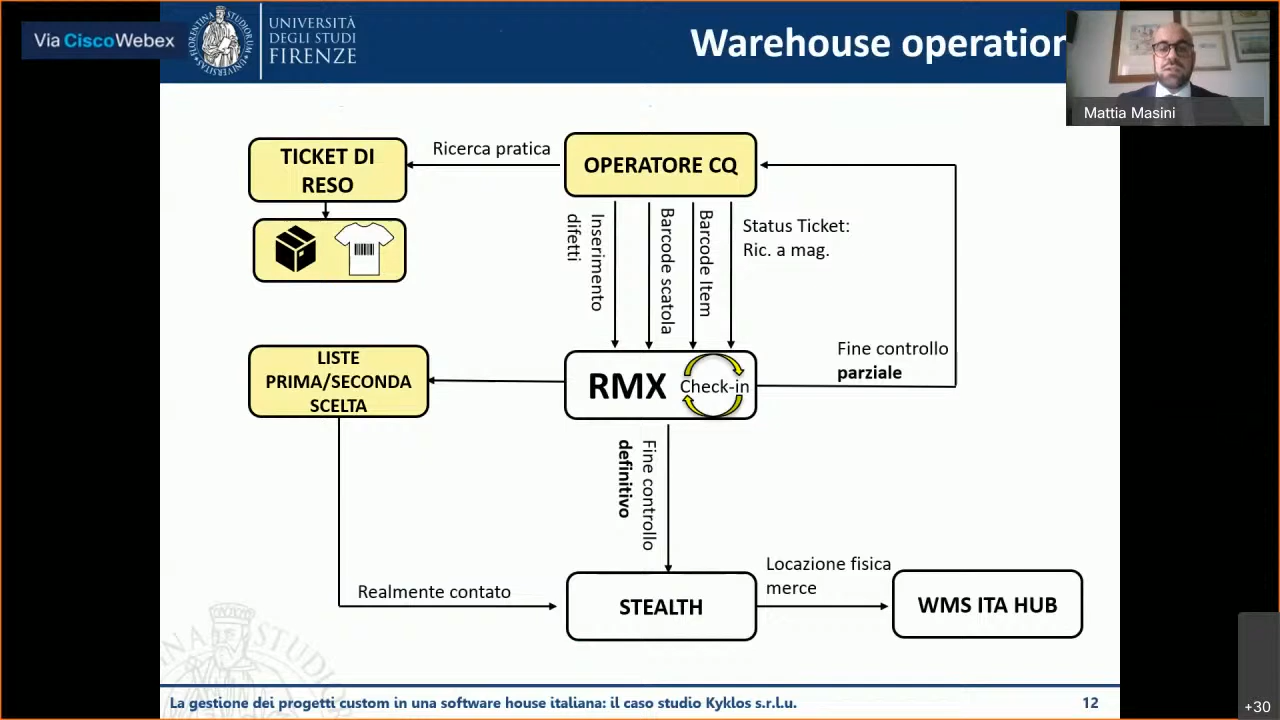 Via CiscoWebex
UNIVERSITÀ
DEGLI STUDI
FIRENZE
Warehouse operation
Mattia Masini
TICKET DI
RESO
Ricerca pratica
OPERATORE CQ
Inserimento
difetti
Barcode scatola
Barcode Item
Status Ticket:
Ric. a mag.
LISTE
PRIMA/SECONDA
SCELTA
RMX
Check-in
Fine controllo
parziale
Fine controllo
definitivo
Realmente contato
STEALTH
Locazione fisica
merce
WMS ITA HUB
La gestione dei progetti custom in una software house italiana: il caso studio Kyklos s.r.l.u.
12
+30